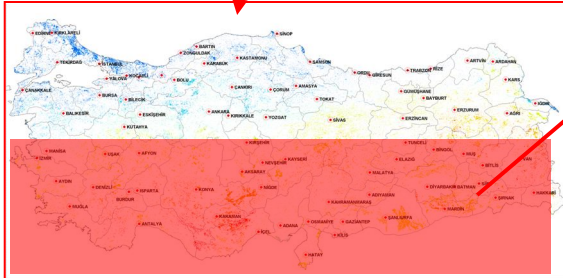 EDİRNE KIRKLARELİ
SİNOP
BARTIN
ZONGULDAK
TEKİRDAĞ İSTANBUL
KARABÜK KASTAMONU
SAMSUN
ARTVİN ARDAHAN
KOCAELİ
YALOVA
BOLU
ORDU GİRESUN TRABZON RİZE
KARS
ÇANAKKALE
BURSA BİLECİK
ÇANKIRI ÇORUM AMASYA
TOKAT
GÜMÜŞHANE
BAYBURT
IĞDIR
BALIKESİR
ESKİŞEHİR
ANKARA
KIRIKKALE YOZGAT
SİVAS
ERZİNCAN
ERZURUM
AĞRI
KÜTAHYA
KIRŞEHİR
TUNCELİ
MANİSA
İZMİR
UŞAK AFYON
NEVŞEHİR KAYSERİ
ELAZIĞ
BİNGÖL MUŞ
BİTLİS VAN
AKSARAY
MALATYA
AYDIN
DENİZLİ
ISPARTA
BURDUR
KONYA
NİĞDE
ADIYAMAN
DİYARBAKIR BATMAN
ŞIRNAK
HAKKARİ
MUĞLA
KAHRAMANMARAŞ
MARDİN
ANTALYA
KARAMAN
İÇEL
ADANA
OSMANİYE GAZİANTEP
ŞANLIURFA
KİLİS
HATAY